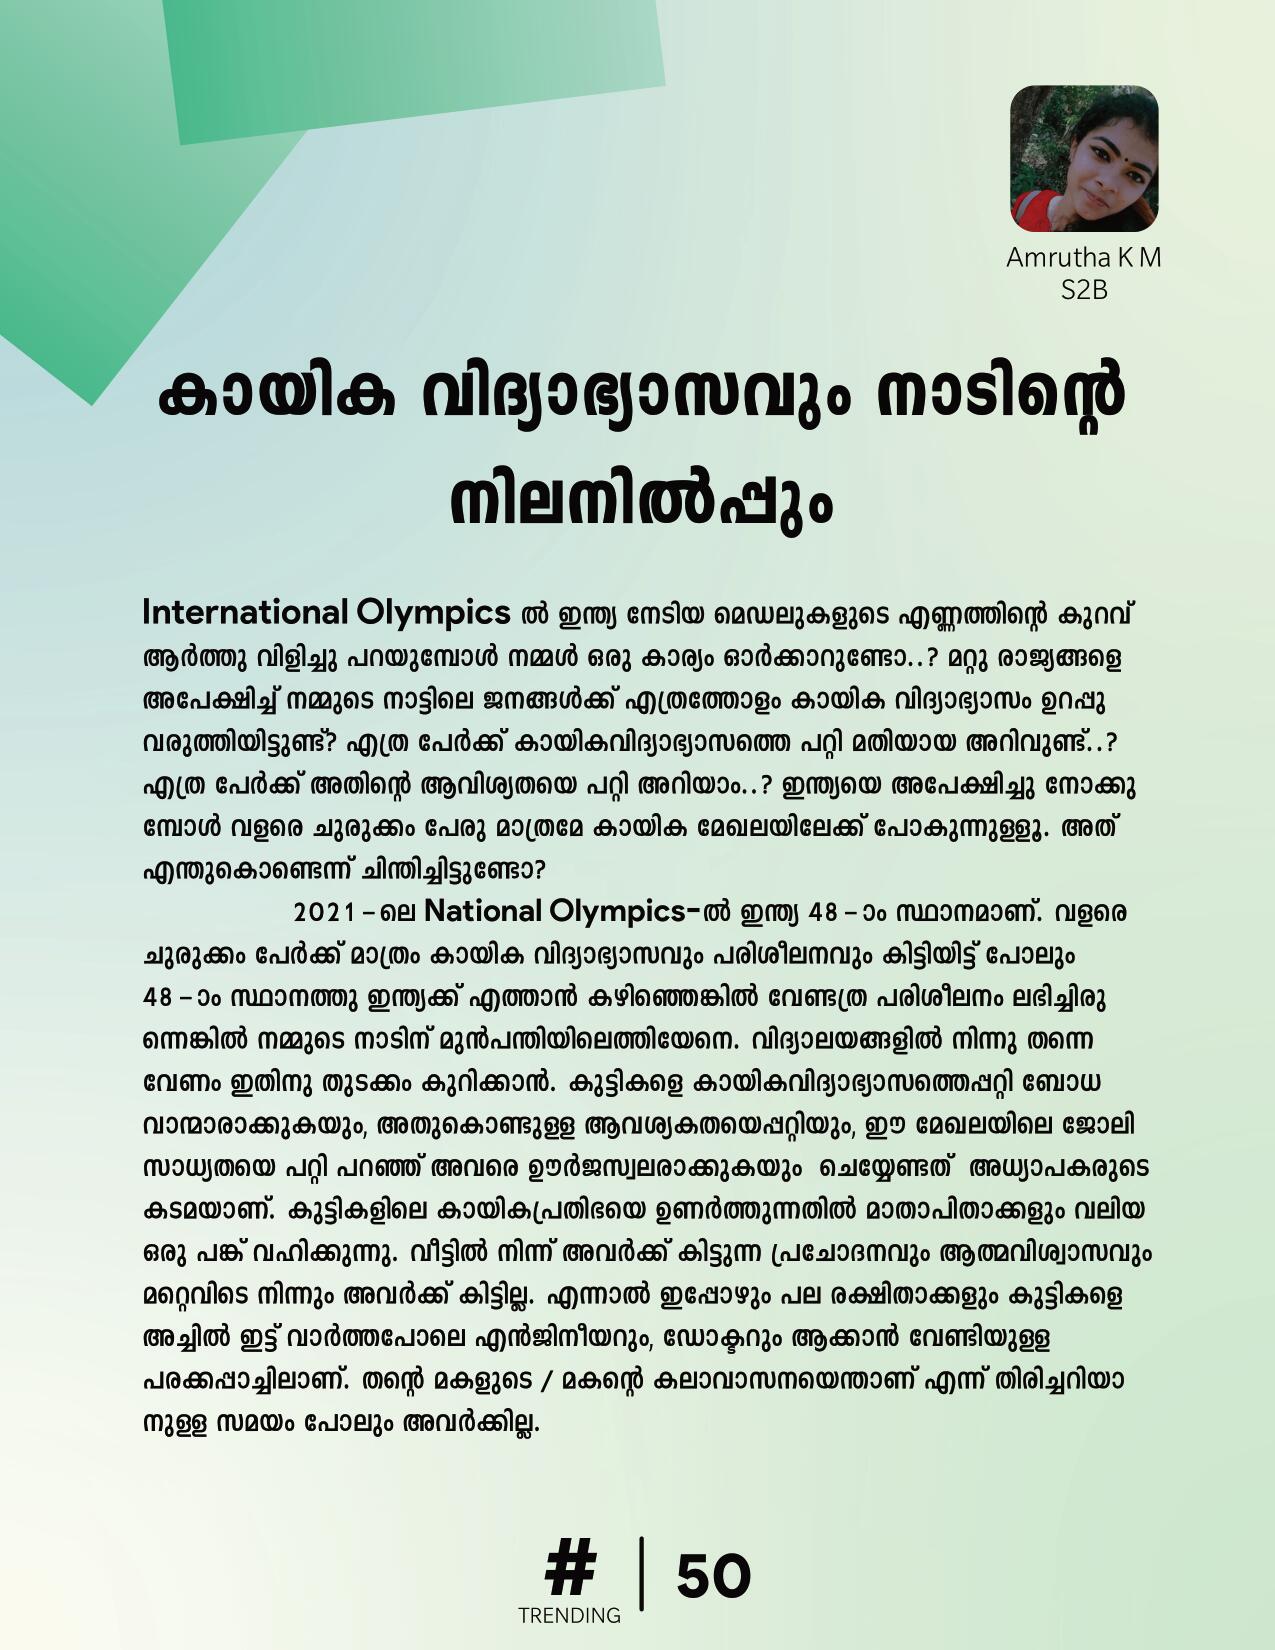 Amrutha K M
S2B
കായിക വിദ്യാഭ്യാസവും നാടിന്റെ
നിലനിൽപ്പും
International Olympics ൽ ഇന്ത്യ നേടിയ മെഡലുകളുടെ എണ്ണത്തിന്റെ കുറവ്
ആർത്തു വിളിച്ചു പറയുമ്പോൾ നമ്മൾ ഒരു കാര്യം ഓർക്കാറുണ്ടോ..? മറ്റു രാജ്യങ്ങളെ
അപേക്ഷിച്ച് നമ്മുടെ നാട്ടിലെ ജനങ്ങൾക്ക് എത്രത്തോളം കായിക വിദ്യാഭ്യാസം ഉറപ്പു
വരുത്തിയിട്ടുണ്ട്? എത്ര പേർക്ക് കായികവിദ്യാഭ്യാസത്തെ പറ്റി മതിയായ അറിവുണ്ട്..?
എത്ര പേർക്ക് അതിന്റെ ആവിശ്യതയെ പറ്റി അറിയാം..? ഇന്ത്യയെ അപേക്ഷിച്ചു നോക്കു
മ്പോൾ വളരെ ചുരുക്കം പേരു മാത്രമേ കായിക മേഖലയിലേക്ക് പോകുന്നുള്ളൂ. അത്
എന്തുകൊണ്ടെന്ന് ചിന്തിച്ചിട്ടുണ്ടോ?
2021–ലെ National Olympics-ൽ ഇന്ത്യ 48–ാം സ്ഥാനമാണ്. വളരെ
ചുരുക്കം പേർക്ക് മാത്രം കായിക വിദ്യാഭ്യാസവും പരിശീലനവും കിട്ടിയിട്ട് പോലും
48–ാം സ്ഥാനത്തു ഇന്ത്യക്ക് എത്താൻ കഴിഞ്ഞെങ്കിൽ വേണ്ടത്ര പരിശീലനം ലഭിച്ചിരു
ന്നെങ്കിൽ നമ്മുടെ നാടിന് മുൻപന്തിയിലെത്തിയേനെ. വിദ്യാലയങ്ങളിൽ നിന്നു തന്നെ
വേണം ഇതിനു തുടക്കം കുറിക്കാൻ. കുട്ടികളെ കായികവിദ്യാഭ്യാസത്തെപ്പറ്റി ബോധ
വാന്മാരാക്കുകയും, അതുകൊണ്ടുള്ള ആവശ്യകതയെപ്പറ്റിയും, ഈ മേഖലയിലെ ജോലി
സാധ്യതയെ പറ്റി പറഞ്ഞ് അവരെ ഊർജസ്വലരാക്കുകയും ചെയ്യേണ്ടത് അധ്യാപകരുടെ
കടമയാണ്. കുട്ടികളിലെ കായികപ്രതിഭയെ ഉണർത്തുന്നതിൽ മാതാപിതാക്കളും വലിയ
ഒരു പങ്ക് വഹിക്കുന്നു. വീട്ടിൽ നിന്ന് അവർക്ക് കിട്ടുന്ന പ്രചോദനവും ആത്മവിശ്വാസവും
മറ്റെവിടെ നിന്നും അവർക്ക് കിട്ടില്ല. എന്നാൽ ഇപ്പോഴും പല രക്ഷിതാക്കളും കുട്ടികളെ
അച്ചിൽ ഇട്ട് വാർത്തപോലെ എൻജിനീയറും, ഡോക്ടറും ആക്കാൻ വേണ്ടിയുള്ള
പരക്കപ്പാച്ചിലാണ്. തന്റെ മകളുടെ / മകന്റെ കലാവാസനയെന്താണ് എന്ന് തിരിച്ചറിയാ
നുള്ള സമയം പോലും അവർക്കില്ല.
# | 50
TRENDING